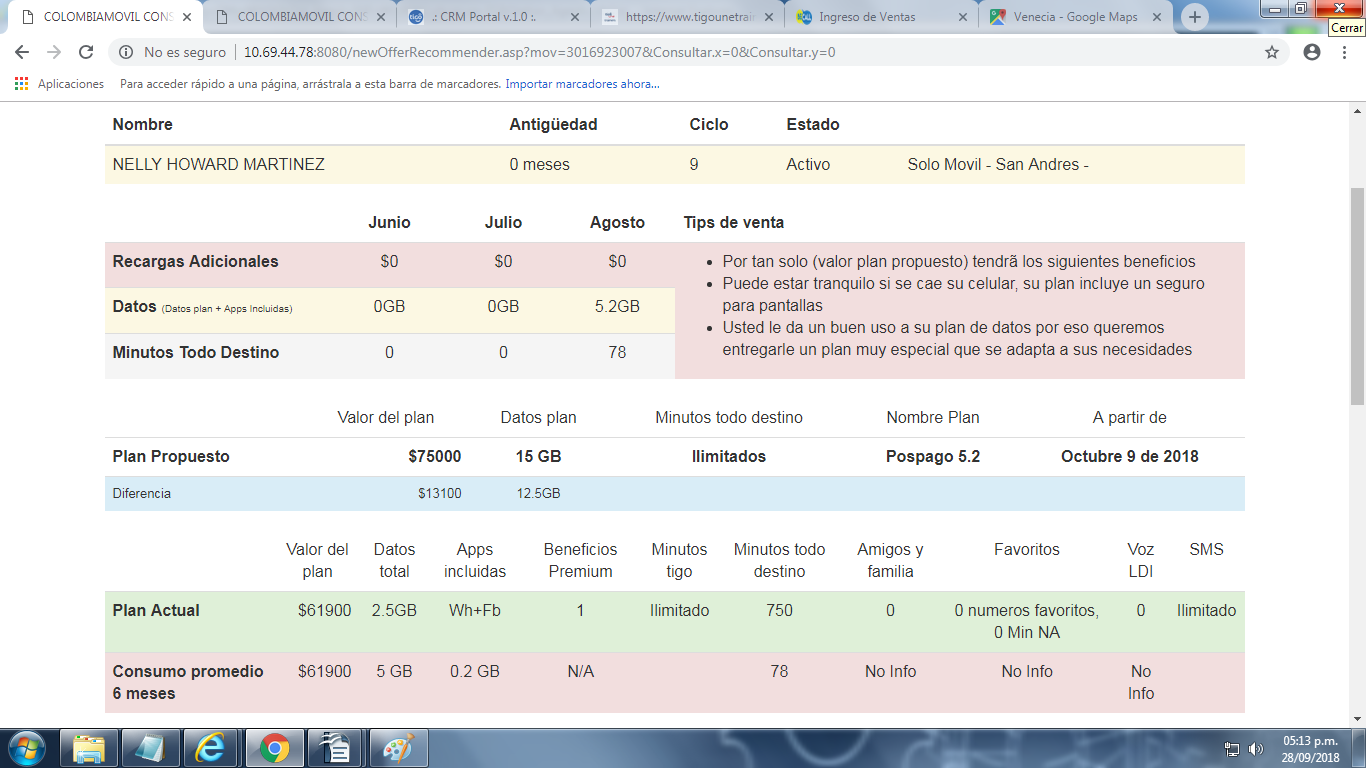 COLOMBIAMOVIL CONS
COLOMBIAMOVIL CONS
.: CRM Portal v.1.0 :.
https://www.tigounetrain
Ingreso de Ventas
Venecia - Google Maps
Cerrar
No es seguro
10.69.44.78:8080/newOfferRecommender.asp?mov=3016923007&Consultar.x=0&Consultar.y=0
Aplicaciones
Para acceder rápido a una página, arrástrala a esta barra de marcadores. Importar marcadores ahora...
Nombre Antigüedad Ciclo Estado
NELLY HOWARD MARTINEZ 0 meses 9 Activo Solo Movil - San Andres -
Junio Julio Agosto Tips de venta
Recargas Adicionales $0 $0 $0
Datos (Datos plan + Apps Incluidas) 0GB 0GB 5.2GB
Minutos Todo Destino 0 0 78
• Por tan solo (valor plan propuesto) tendrã los siguientes beneficios
• Puede estar tranquilo si se cae su celular, su plan incluye un seguro
para pantallas
• Usted le da un buen uso a su plan de datos por eso queremos
entregarle un plan muy especial que se adapta a sus necesidades
Valor del plan Datos plan Minutos todo destino Nombre Plan A partir de
Plan Propuesto $75000 15 GB Ilimitados Pospago 5.2 Octubre 9 de 2018
Diferencia $13100 12.5GB
Valor del Datos Apps Beneficios Minutos Minutos todo Amigos y Favoritos Voz SMS
plan total incluidas Premium tigo destino familia LDI
Plan Actual $61900 2.5GB Wh+Fb 1 Ilimitado 750 0 0 numeros favoritos, 0 Ilimitado
0 Min NA
Consumo promedio $61900 5 GB 0.2 GB N/A 78 No Info No Info No
6 meses Info
05:13 p.m.
28/09/2018